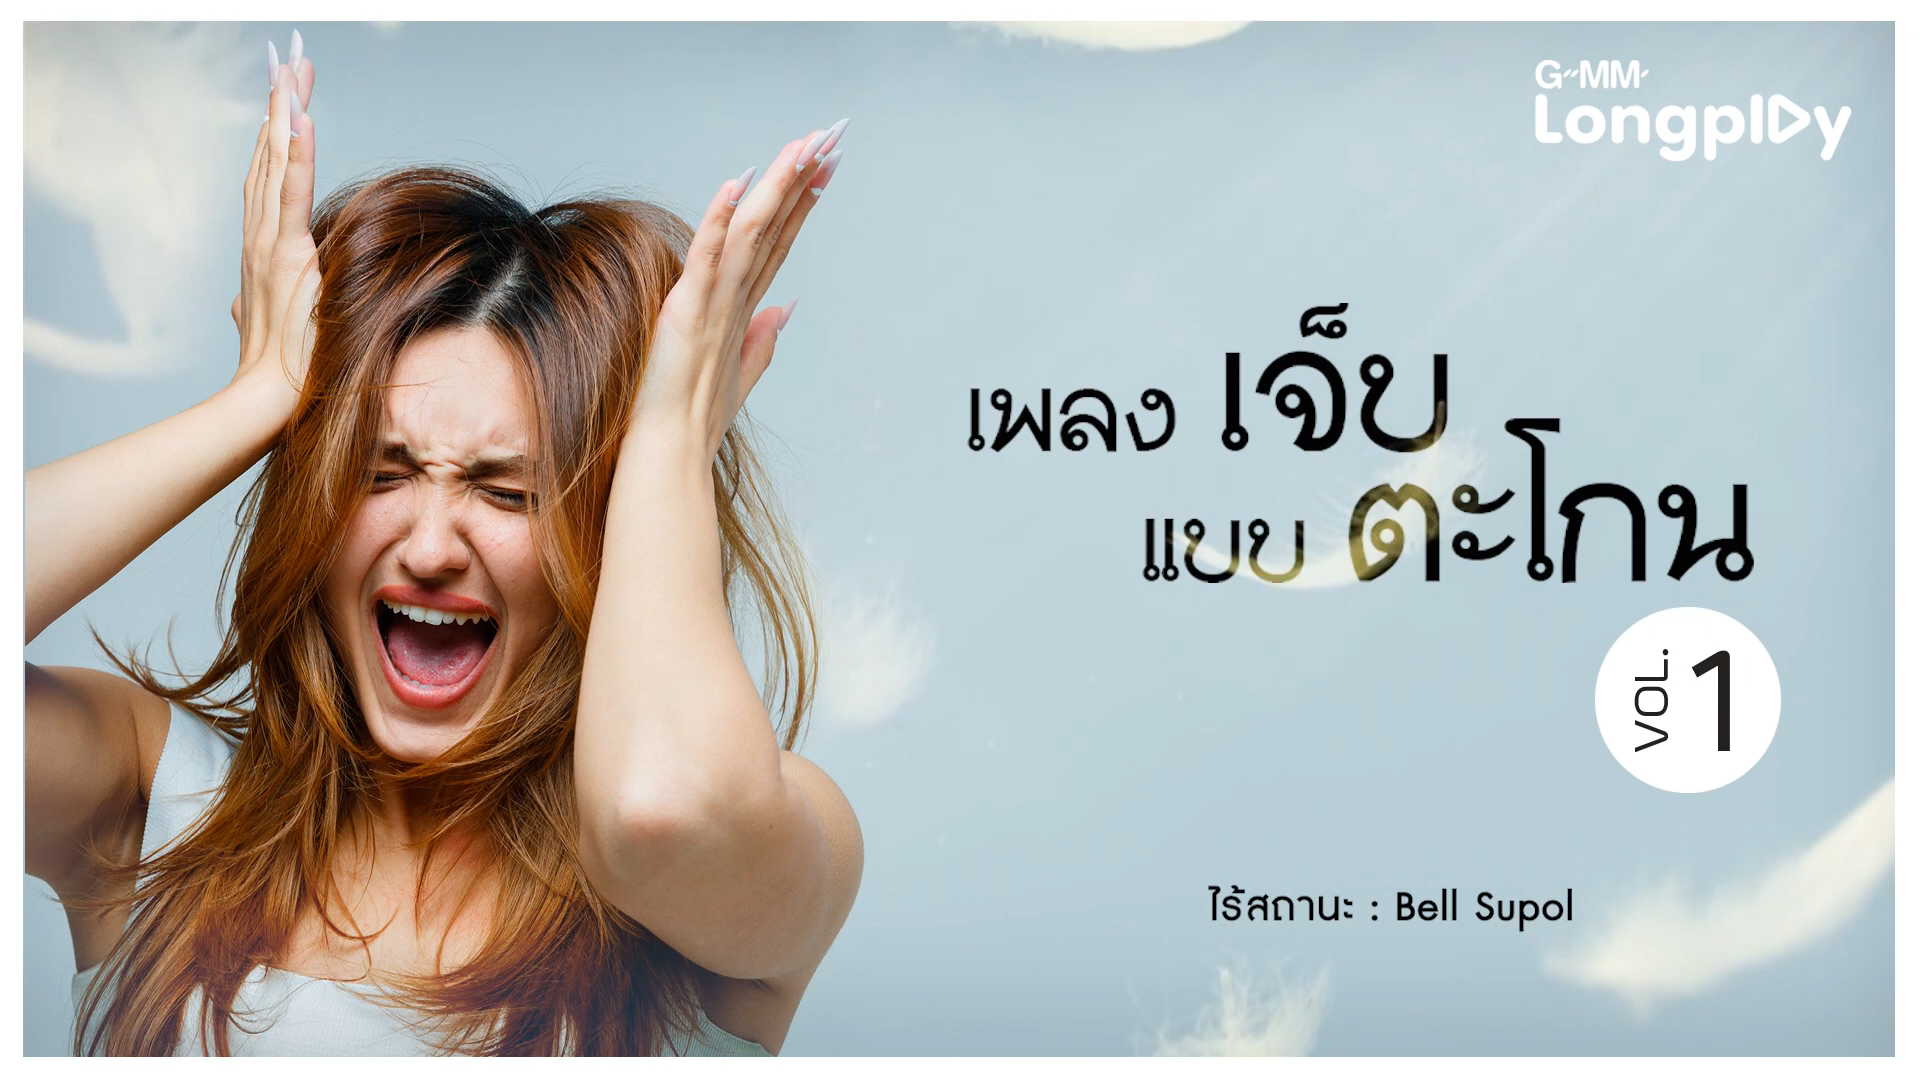 GMM
Longplay
เพลง เจ็บ
แบบ ตะโกน
VOL. 1
ไร้สถานะ : Bell Supol